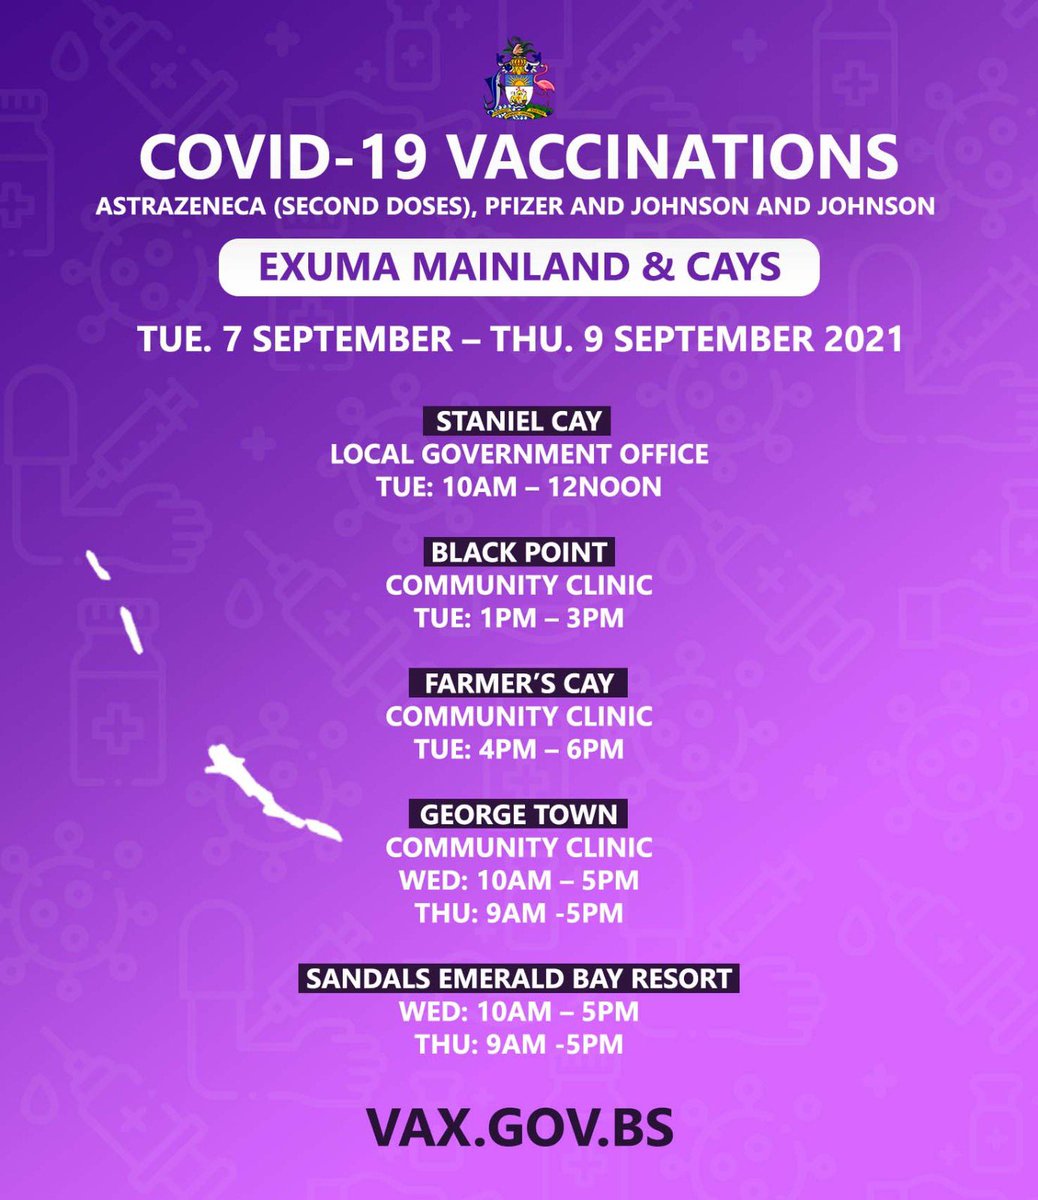 COVID-19 VACCINATIONS
ASTRAZENECA (SECOND DOSES), PFIZER AND JOHNSON AND JOHNSON
EXUMA MAINLAND & CAYS
TUE. 7 SEPTEMBER – THU. 9 SEPTEMBER 2021
STANIEL CAY
LOCAL GOVERNMENT OFFICE
TUE: 10AM – 12NOON
BLACK POINT
COMMUNITY CLINIC
TUE: 1PM – 3PM
FARMER'S CAY
COMMUNITY CLINIC
TUE: 4PM – 6PM
GEORGE TOWN
COMMUNITY CLINIC
WED: 10AM – 5PM
THU: 9AM -5PM
SANDALS EMERALD BAY RESORT
WED: 10AM – 5PM
THU: 9AM -5PM
VAX.GOV.BS